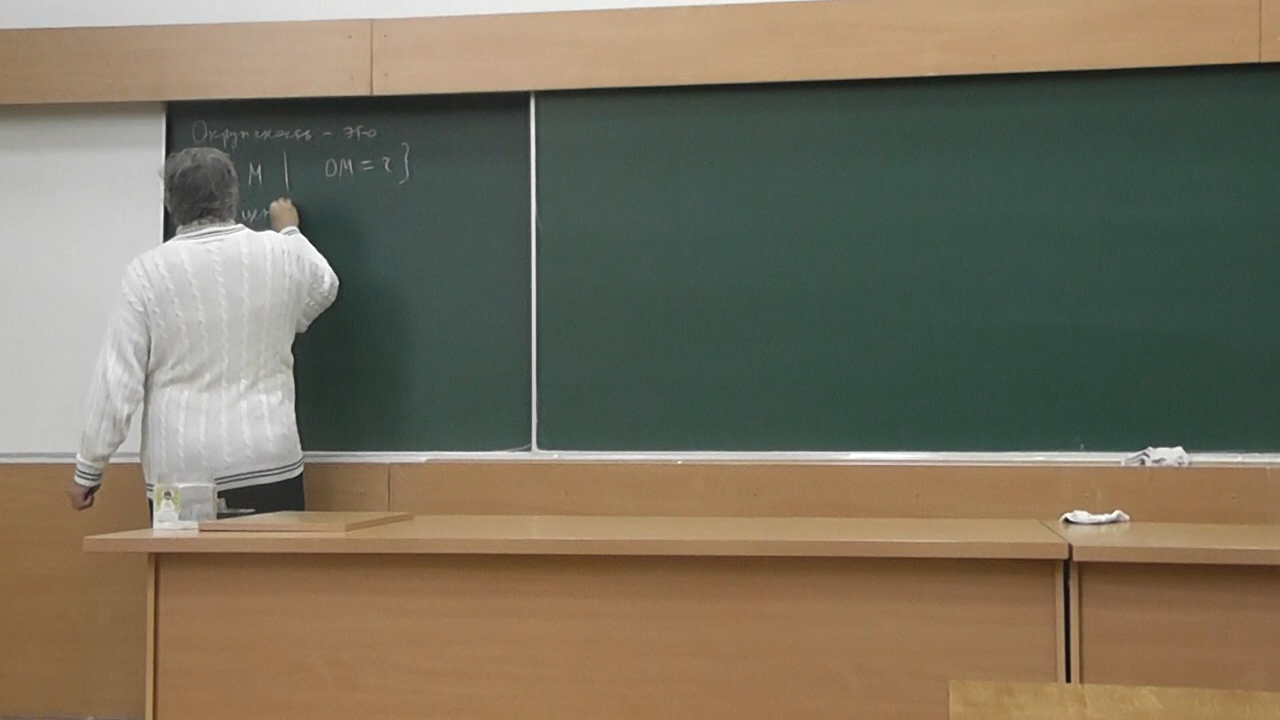 Окружность - это
M | OM = r}